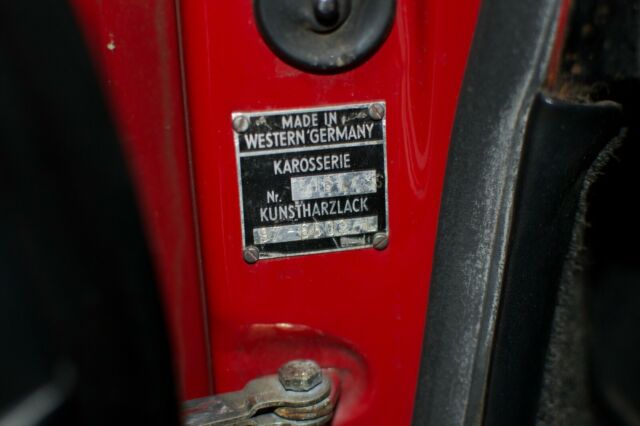 MADE IN
WESTERN GERMANY
KAROSSERIE
Nr.
KUNSTHARZLACK